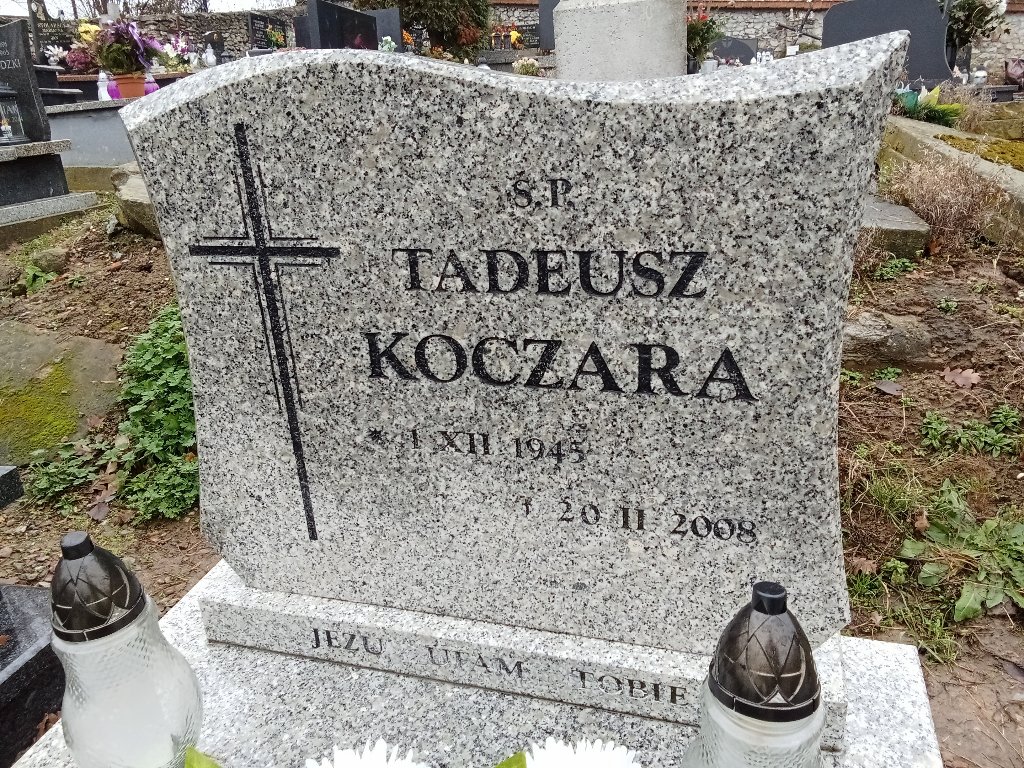 Ś.P.
TADEUSZ
KOCZARA
* 1 XII 1945
† 20 II 2008
JEZU UFAM TOBIE